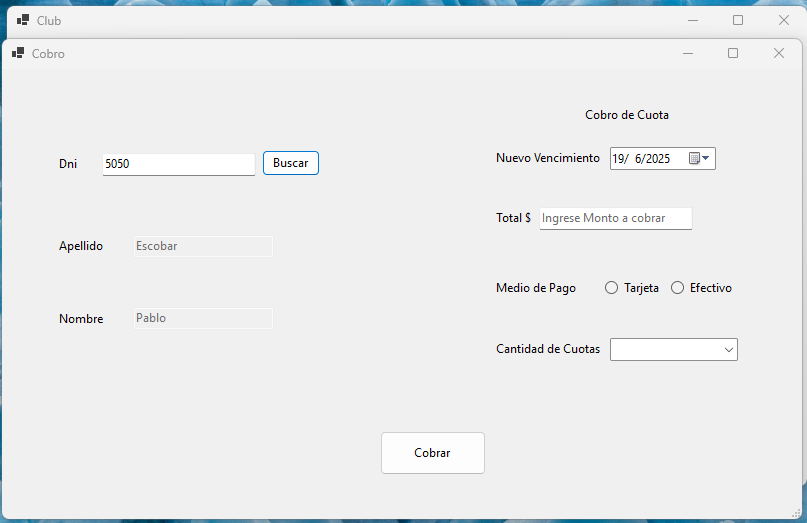 Club
Cobro
Cobro de Cuota
Dni 5050 Buscar
Nuevo Vencimiento 19/ 6/2025
Total $ Ingrese Monto a cobrar
Apellido Escobar
Medio de Pago Tarjeta Efectivo
Nombre Pablo
Cantidad de Cuotas
Cobrar